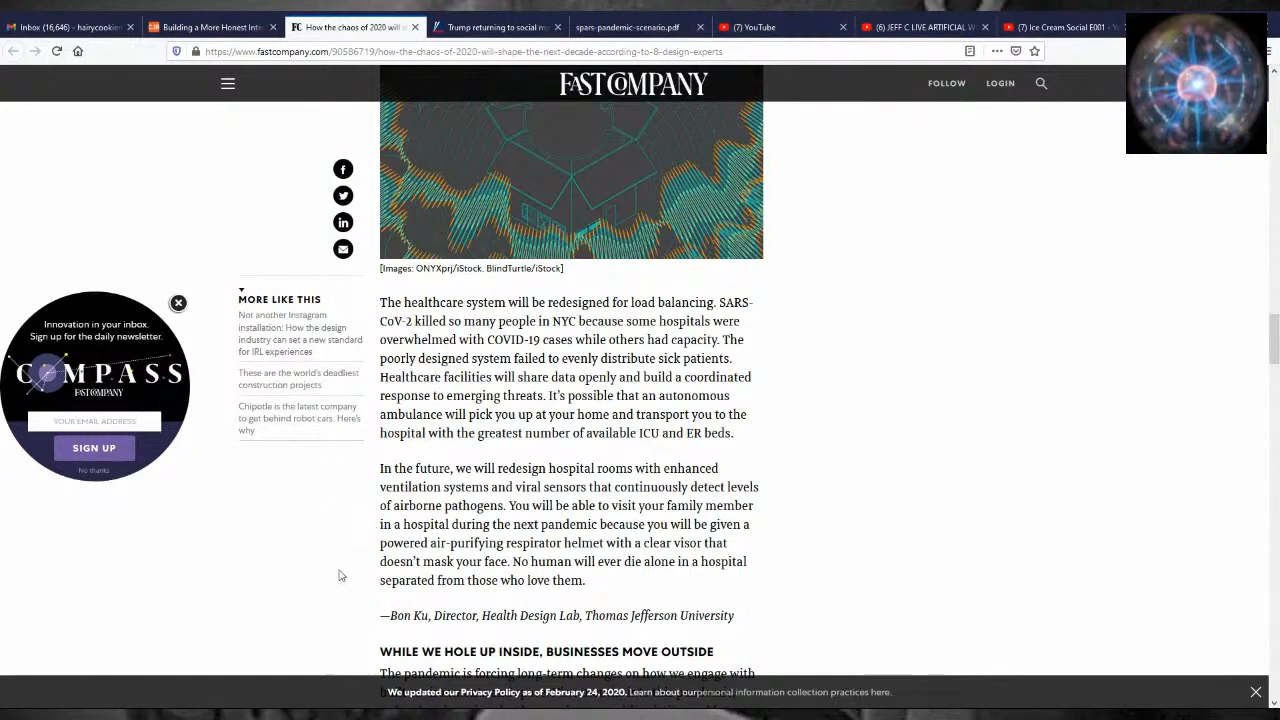 Inbox (16,646) - hairycookien
Building a More Honest Inte
How the chaos of 2020 will s
Trump returning to social m
spars-pandemic-scenario.pdf
(7) YouTube
(6) JEFF C LIVE ARTIFICIAL W
(7) Ice Cream Social E001 - Y
https://www.fastcompany.com/90586719/how-the-chaos-of-2020-will-shape-the-next-decade-according-to-8-design-experts
FAST COMPANY
FOLLOW
LOGIN
[Images: ONYXprj/iStock. BlindTurtle/iStock]
MORE LIKE THIS
Not another Instagram
installation: How the design
industry can set a new standard
for IRL experiences
These are the world's deadliest
construction projects
Chipotle is the latest company
to get behind robot cars. Here's
why
Innovation in your inbox.
Sign up for the daily newsletter.
COMPASS
FAST COMPANY
YOUR EMAIL ADDRESS
SIGN UP
No thanks
The healthcare system will be redesigned for load balancing. SARS-
CoV-2 killed so many people in NYC because some hospitals were
overwhelmed with COVID-19 cases while others had capacity. The
poorly designed system failed to evenly distribute sick patients.
Healthcare facilities will share data openly and build a coordinated
response to emerging threats. It's possible that an autonomous
ambulance will pick you up at your home and transport you to the
hospital with the greatest number of available ICU and ER beds.
In the future, we will redesign hospital rooms with enhanced
ventilation systems and viral sensors that continuously detect levels
of airborne pathogens. You will be able to visit your family member
in a hospital during the next pandemic because you will be given a
powered air-purifying respirator helmet with a clear visor that
doesn't mask your face. No human will ever die alone in a hospital
separated from those who love them.
—Bon Ku, Director, Health Design Lab, Thomas Jefferson University
WHILE WE HOLE UP INSIDE, BUSINESSES MOVE OUTSIDE
The pandemic is forcing long-term changes on how we engage with
We updated our Privacy Policy as of February 24, 2020. Learn about our personal information collection practices here.